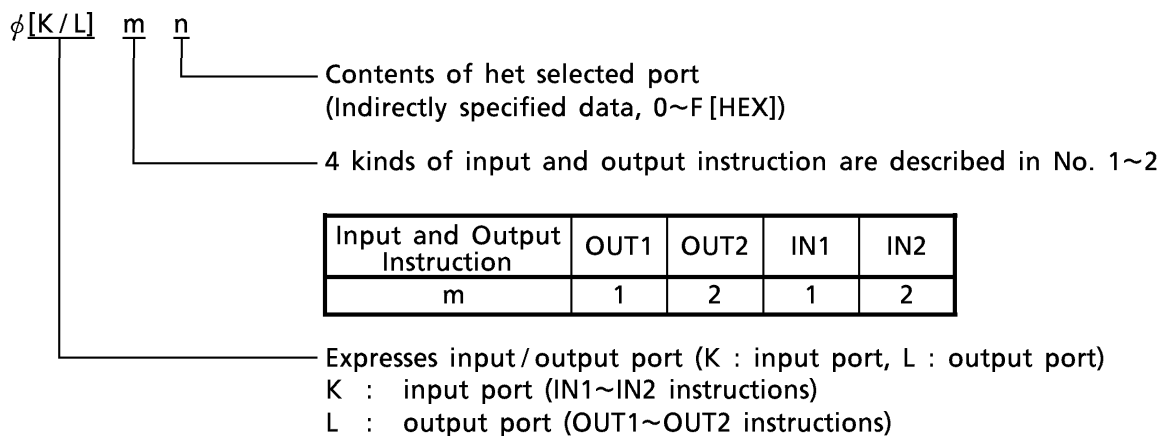 ϕ[K / L] m n
Contents of het selected port
(Indirectly specified data, 0~F [HEX])
4 kinds of input and output instruction are described in No. 1~2
Input and Output Instruction OUT1 OUT2 IN1 IN2
m 1 2 1 2
Expresses input / output port (K : input port, L : output port)
K : input port (IN1~IN2 instructions)
L : output port (OUT1~OUT2 instructions)